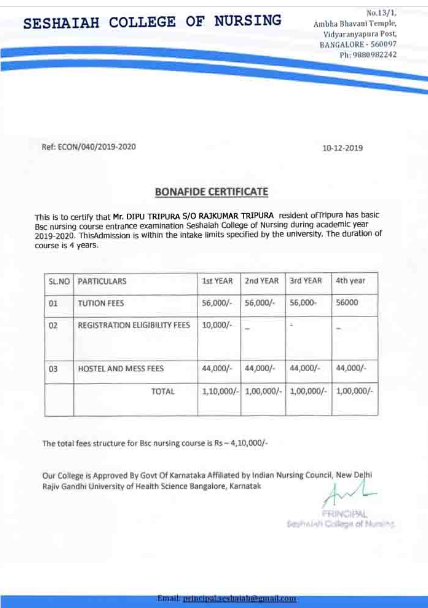 SESHAIAH COLLEGE OF NURSING
No.13/1,
Ambha Bhavani Temple,
Vidyaranyapura Post,
BANGALORE - 560097
Ph: 9880982242
Ref: ECON/040/2019-2020
10-12-2019
BONAFIDE CERTIFICATE
This is to certify that Mr. DIPU TRIPURA S/O RAJKUMAR TRIPURA resident ofTripura has basic
Bsc nursing course entrance examination Seshaiah College of Nursing during academic year
2019-2020. ThisAdmission is within the intake limits specified by the university. The duration of
course is 4 years.
SL.NO PARTICULARS 1st YEAR 2nd YEAR 3rd YEAR 4th year
01 TUTION FEES 56,000/- 56,000/- 56,000- 56000
02 REGISTRATION ELIGIBILITY FEES 10,000/- _ - _
03 HOSTEL AND MESS FEES 44,000/- 44,000/- 44,000/- 44,000/-
TOTAL 1,10,000/- 1,00,000/- 1,00,000/- 1,00,000/-
The total fees structure for Bsc nursing course is Rs – 4,10,000/-
Our College is Approved By Govt Of Karnataka Affiliated by Indian Nursing Council, New Delhi
Rajiv Gandhi University of Health Science Bangalore, Karnatak
PRINCIPAL
Seshaiah College of Nursing
Email: principal.seshaiah@gmail.com